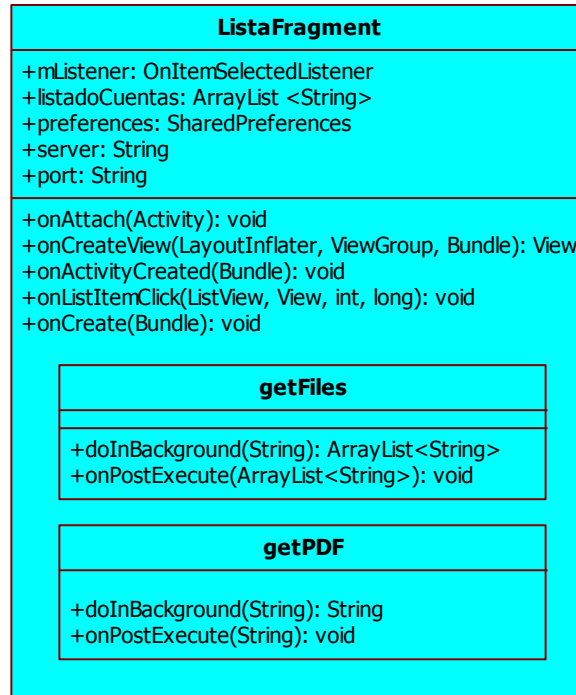 ListaFragment
+mListener: OnItemSelectedListener
+listadoCuentas: ArrayList <String>
+preferences: SharedPreferences
+server: String
+port: String
+onAttach(Activity): void
+onCreateView(LayoutInflater, ViewGroup, Bundle): View
+onActivityCreated(Bundle): void
+onListItemClick(ListView, View, int, long): void
+onCreate(Bundle): void
getFiles
+doInBackground(String): ArrayList<String>
+onPostExecute(ArrayList<String>): void
getPDF
+doInBackground(String): String
+onPostExecute(String): void